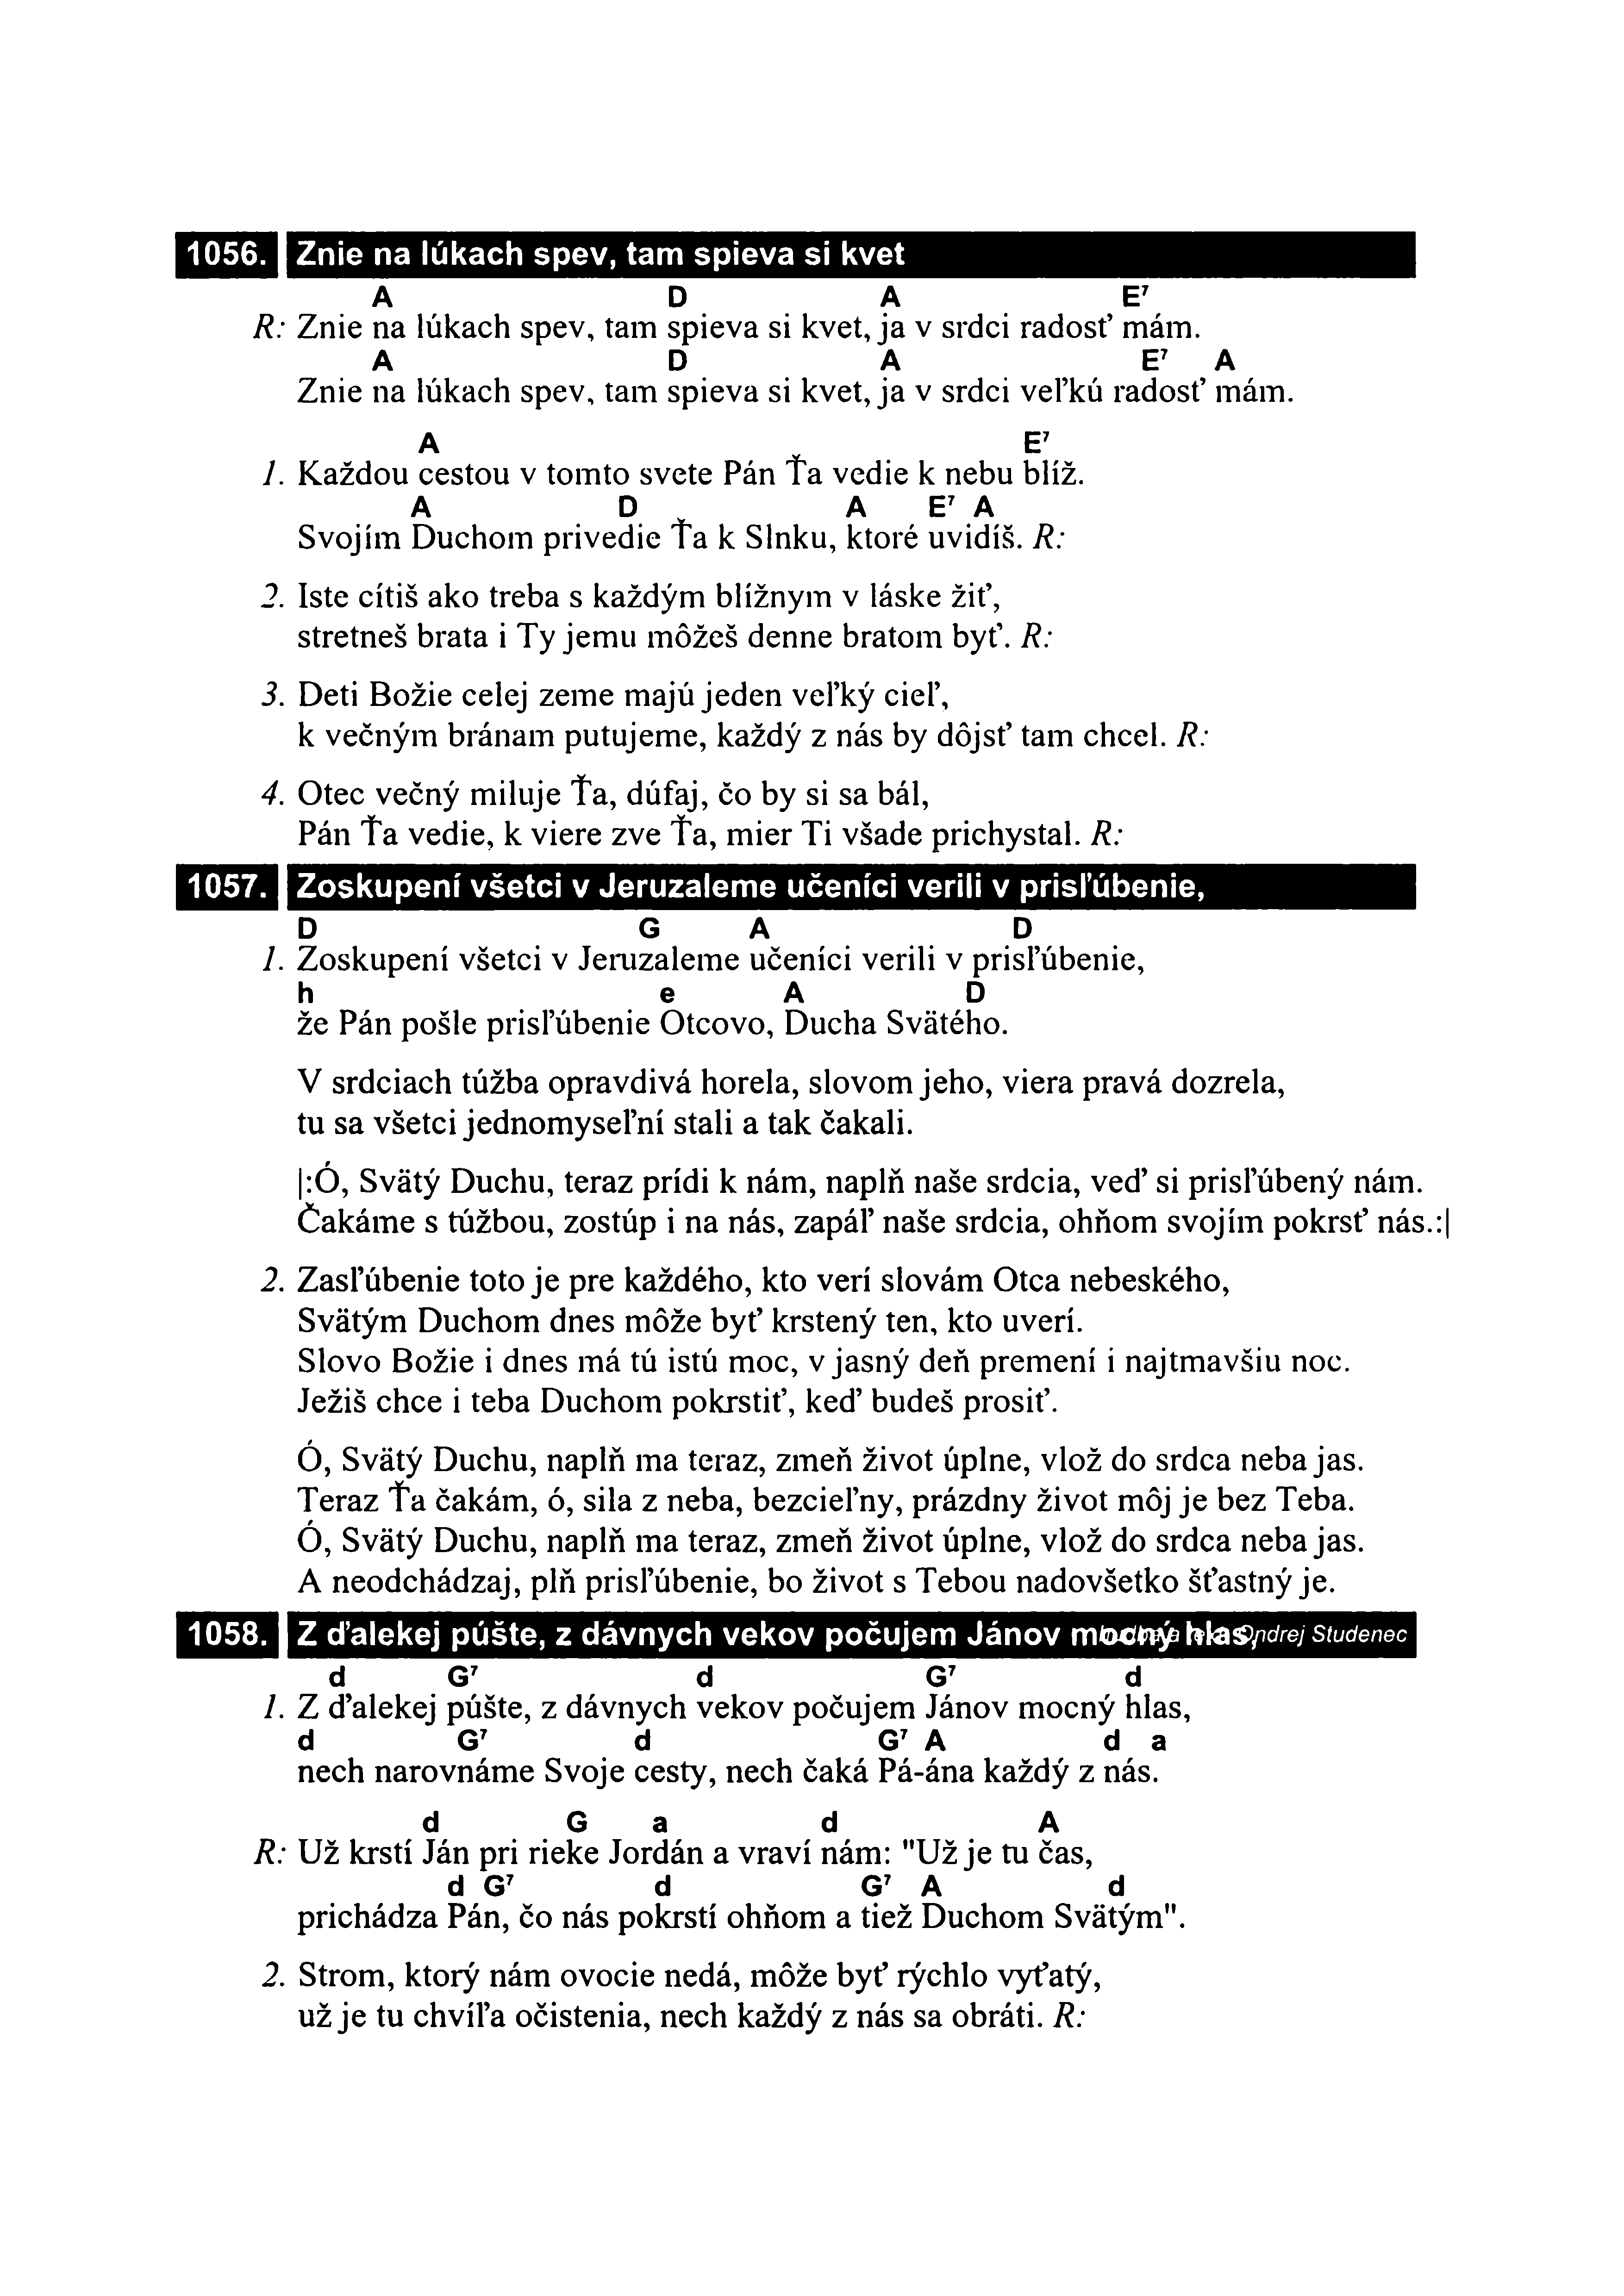 1056. Znie na lúkach spev, tam spieva si kvet
A D A E7
R: Znie na lúkach spev, tam spieva si kvet, ja v srdci radosť mám.
A D A E7 A
Znie na lúkach spev, tam spieva si kvet, ja v srdci veľkú radosť mám.
A E7
1. Každou cestou v tomto svete Pán Ťa vedie k nebu blíž.
A D A E7 A
Svojím Duchom privedie Ťa k Slnku, ktoré uvidíš. R:
2. Iste cítiš ako treba s každým blížnym v láske žiť,
stretneš brata i Ty jemu môžeš denne bratom byť. R:
3. Deti Božie celej zeme majú jeden veľký cieľ,
k večným bránam putujeme, každý z nás by dôjsť tam chcel. R:
4. Otec večný miluje Ťa, dúfaj, čo by si sa bál,
Pán Ťa vedie, k viere zve Ťa, mier Ti všade prichystal. R:
1057. Zoskupení všetci v Jeruzaleme učeníci verili v prisľúbenie,
D G A D
1. Zoskupení všetci v Jeruzaleme učeníci verili v prisľúbenie,
h e A D
že Pán pošle prisľúbenie Otcovo, Ducha Svätého.
V srdciach túžba opravdivá horela, slovom jeho, viera pravá dozrela,
tu sa všetci jednomyseľní stali a tak čakali.
|:Ó, Svätý Duchu, teraz prídi k nám, naplň naše srdcia, veď si prisľúbený nám.
Čakáme s túžbou, zostúp i na nás, zapáľ naše srdcia, ohňom svojím pokrsť nás.:|
2. Zasľúbenie toto je pre každého, kto verí slovám Otca nebeského,
Svätým Duchom dnes môže byť krstený ten, kto uverí.
Slovo Božie i dnes má tú istú moc, v jasný deň premení i najtmavšiu noc.
Ježiš chce i teba Duchom pokrstiť, keď budeš prosiť.
Ó, Svätý Duchu, naplň ma teraz, zmeň život úplne, vlož do srdca neba jas.
Teraz Ťa čakám, ó, sila z neba, bezcieľny, prázdny život môj je bez Teba.
Ó, Svätý Duchu, naplň ma teraz, zmeň život úplne, vlož do srdca neba jas.
A neodchádzaj, plň prisľúbenie, bo život s Tebou nadovšetko šťastný je.
1058. Z ďalekej púšte, z dávnych vekov počujem Jánov mocný hlas, Ondrej Studenec
d G7 d G7 d
1. Z ďalekej púšte, z dávnych vekov počujem Jánov mocný hlas,
d G7 d G7 A d a
nech narovnáme Svoje cesty, nech čaká Pá-ána každý z nás.
d G a d A
R: Už krstí Ján pri rieke Jordán a vraví nám: "Už je tu čas,
d G7 d G7 A d
prichádza Pán, čo nás pokrstí ohňom a tiež Duchom Svätým".
2. Strom, ktorý nám ovocie nedá, môže byť rýchlo vyťatý,
už je tu chvíľa očistenia, nech každý z nás sa obráti. R: